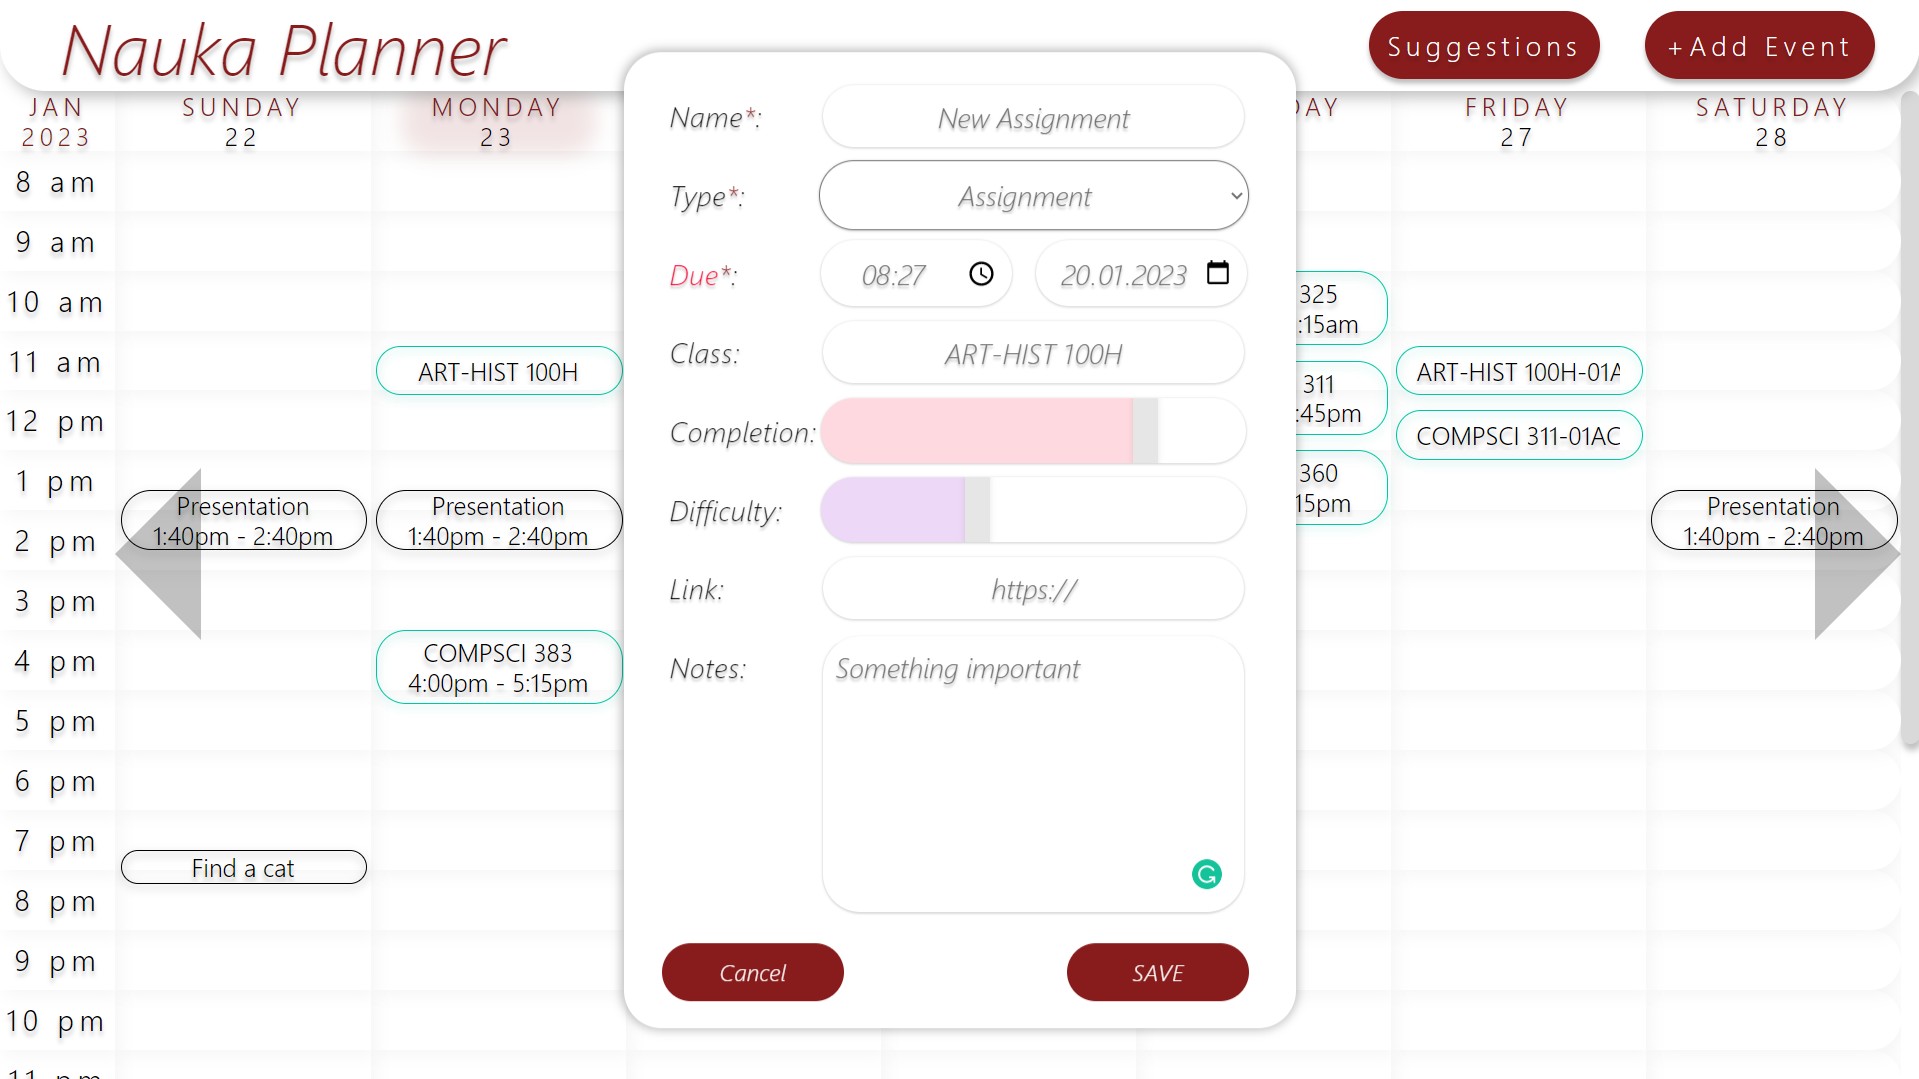 Nauka Planner
Suggestions
+Add Event
JAN
2023
SUNDAY
22
MONDAY
23
DAY
FRIDAY
27
SATURDAY
28
8 am
9 am
10 am
11 am
12 pm
1 pm
2 pm
3 pm
4 pm
5 pm
6 pm
7 pm
8 pm
9 pm
10 pm
11 pm
Presentation
1:40pm - 2:40pm
Find a cat
ART-HIST 100H
Presentation
1:40pm - 2:40pm
COMPSCI 383
4:00pm - 5:15pm
Name*:
New Assignment
Type*:
Assignment
Due*:
08:27
20.01.2023
Class:
ART-HIST 100H
Completion:
Difficulty:
Link:
https://
Notes:
Something important
Cancel
SAVE
325
:15am
311
:45pm
360
15pm
ART-HIST 100H-01A
COMPSCI 311-01AC
Presentation
1:40pm - 2:40pm